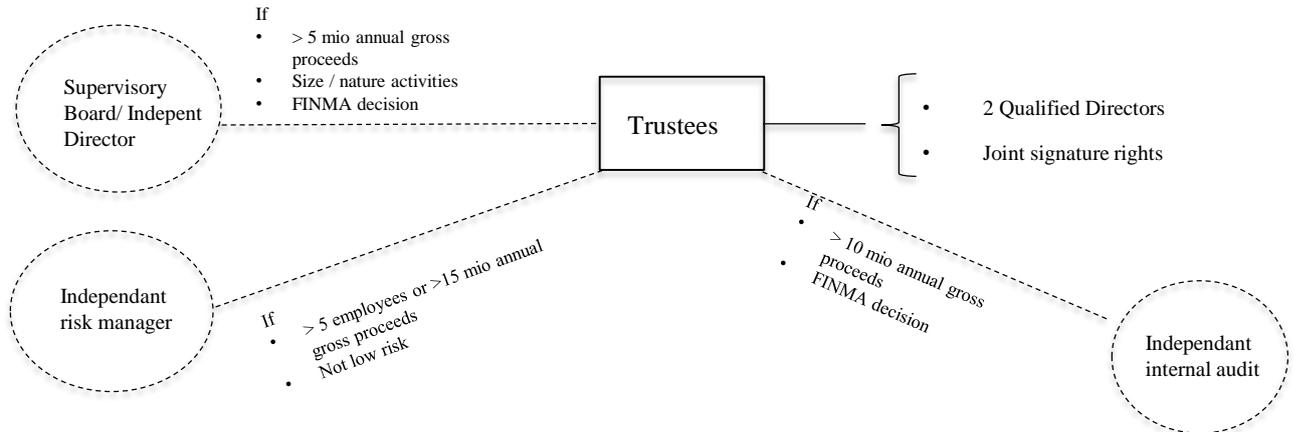 If
• > 5 mio annual gross
proceeds
• Size / nature activities
• FINMA decision
Supervisory
Board/ Indepent
Director
Trustees
• 2 Qualified Directors
• Joint signature rights
If
• > 10 mio annual gross
proceeds
• FINMA decision
Independant
risk manager
If
• > 5 employees or >15 mio annual
gross proceeds
• Not low risk
Independant
internal audit